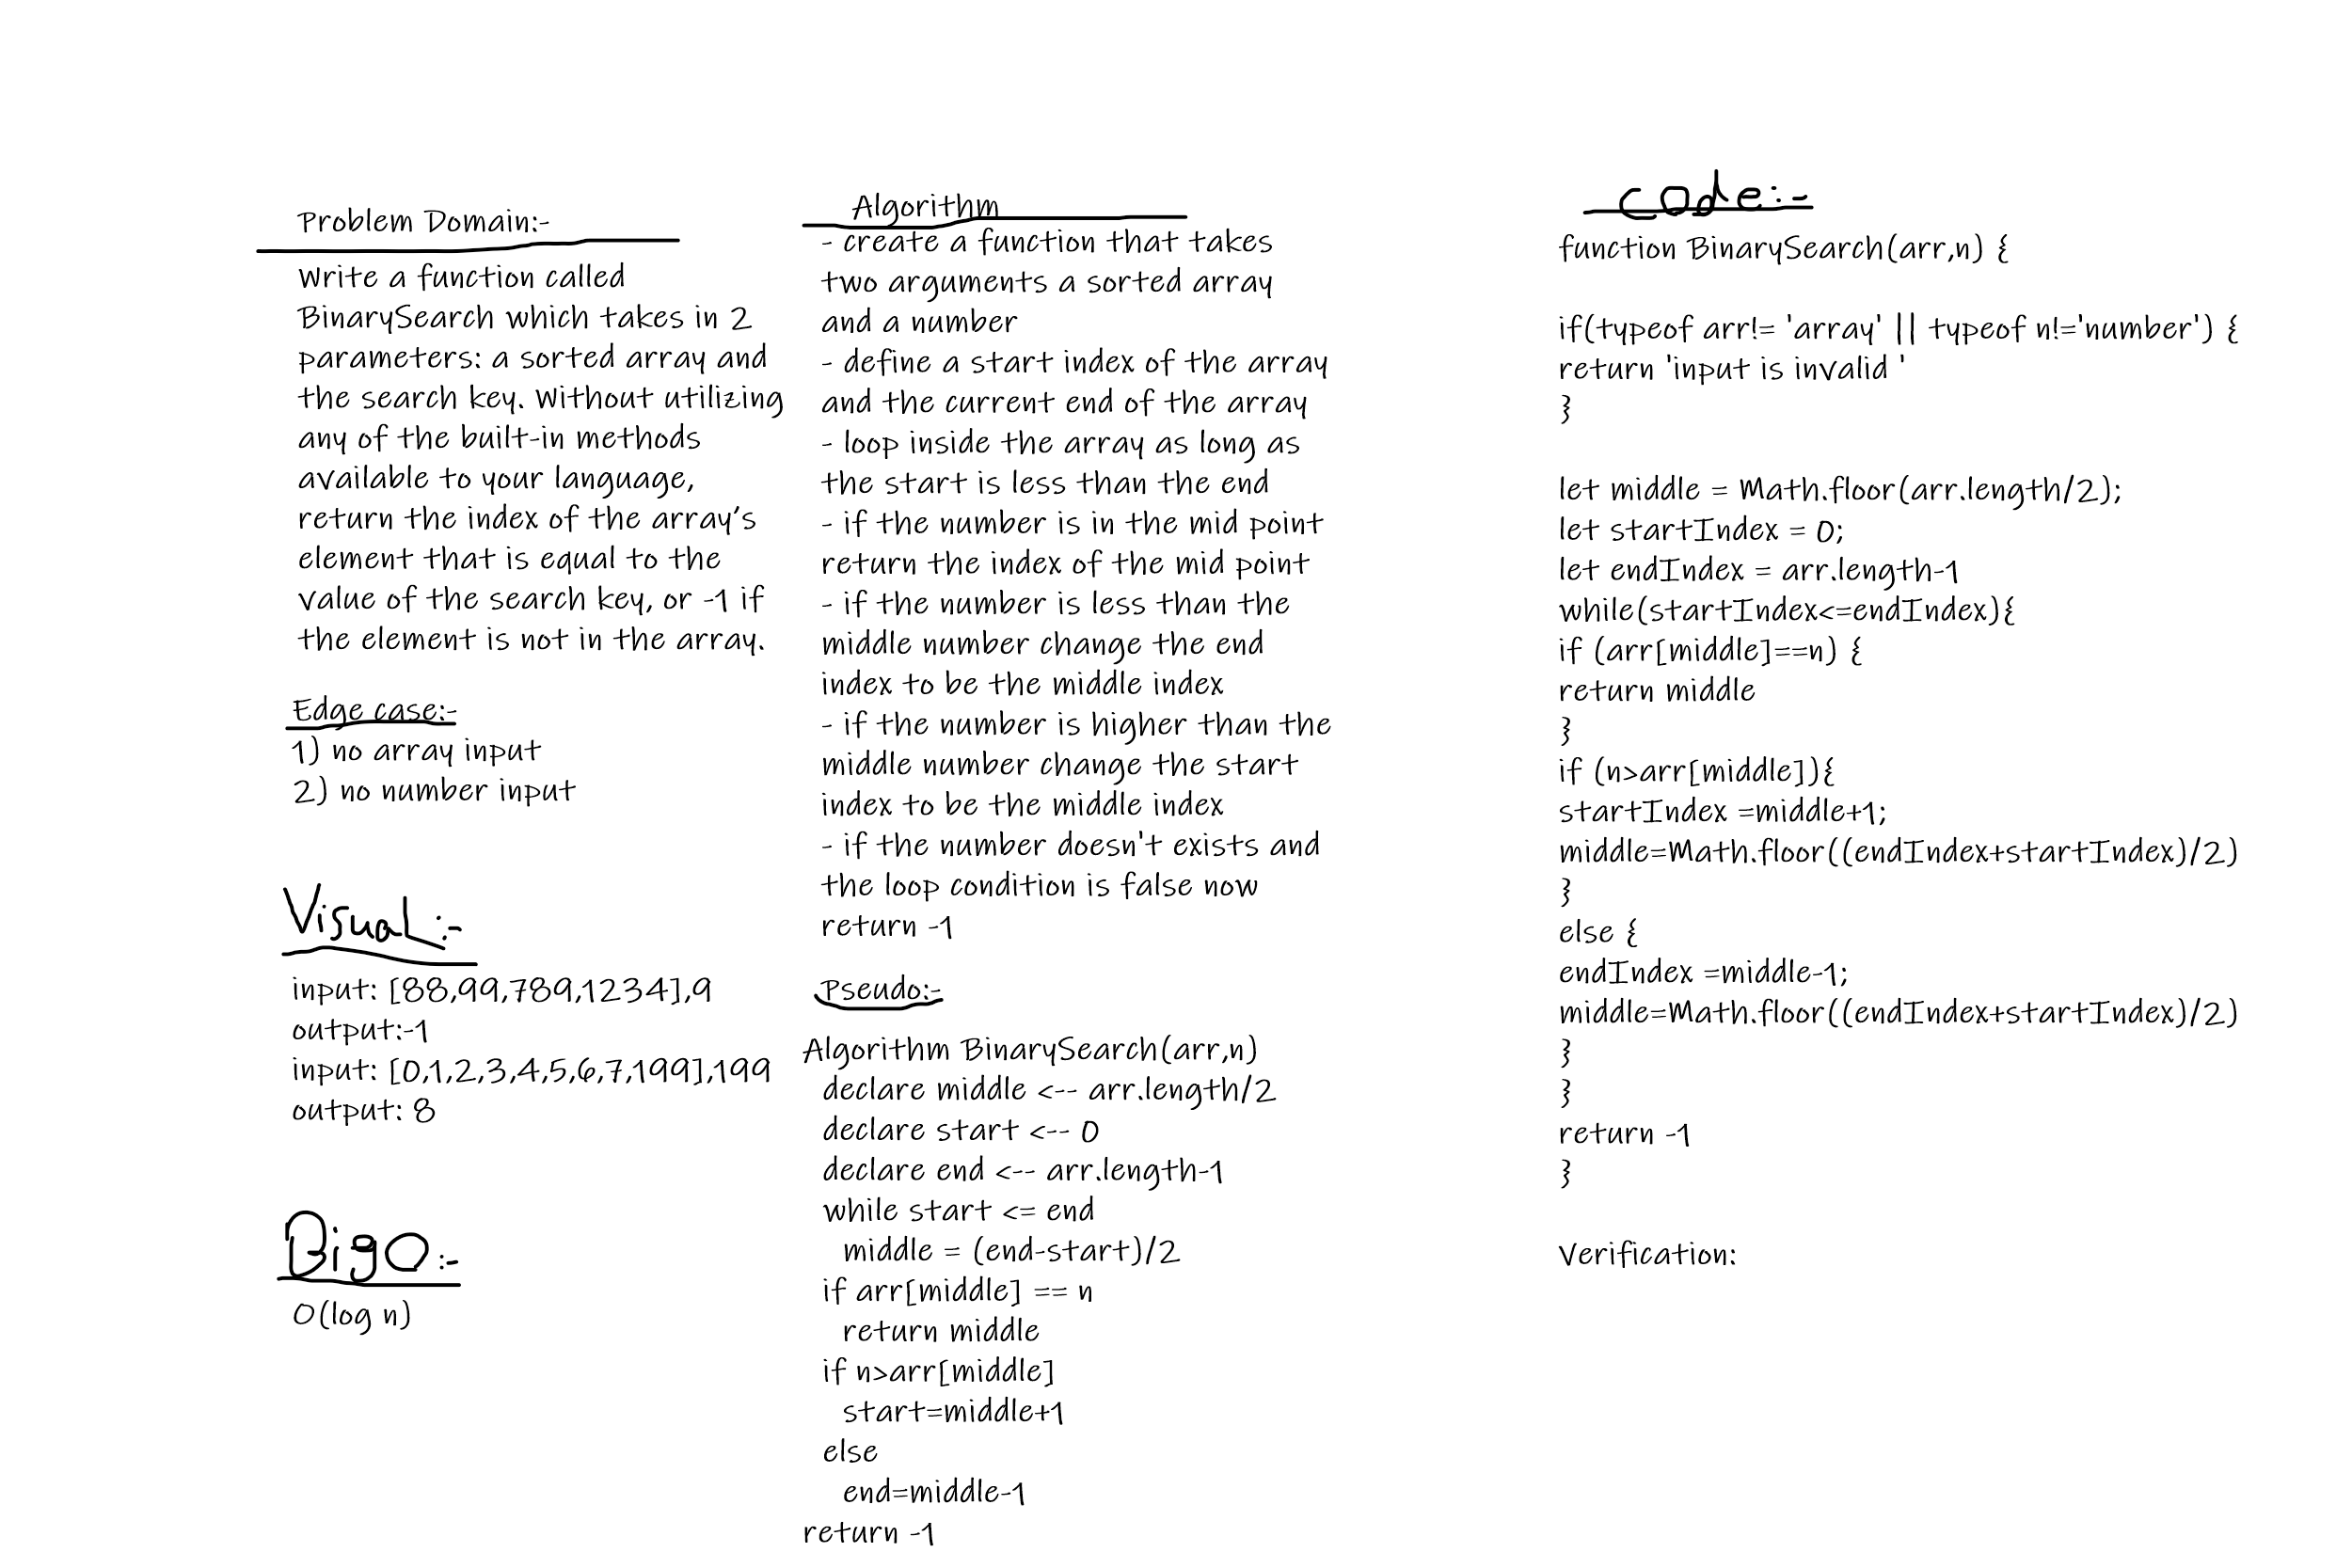 Problem Domain:-
Write a function called
BinarySearch which takes in 2
parameters: a sorted array and
the search key. Without utilizing
any of the built-in methods
available to your language,
return the index of the array's
element that is equal to the
value of the search key, or -1 if
the element is not in the array.
Edge case:-
1) no array input
2) no number input
Visual:-
input: [88,99,789,1234],9
output:-1
input: [0,1,2,3,4,5,6,7,199],199
output: 8
BigO:-
O(log n)
Algorithm
- create a function that takes
two arguments a sorted array
and a number
- define a start index of the array
and the current end of the array
- loop inside the array as long as
the start is less than the end
- if the number is in the mid point
return the index of the mid point
- if the number is less than the
middle number change the end
index to be the middle index
- if the number is higher than the
middle number change the start
index to be the middle index
- if the number doesn't exists and
the loop condition is false now
return -1
Pseudo:-
Algorithm BinarySearch(arr,n)
declare middle <-- arr.length/2
declare start <-- 0
declare end <-- arr.length-1
while start <= end
middle = (end-start)/2
if arr[middle] == n
return middle
if n>arr[middle]
start=middle+1
else
end=middle-1
return -1
code:-
function BinarySearch(arr,n) {
if(typeof arr!= 'array' || typeof n!='number') {
return 'input is invalid '
}
let middle = Math.floor(arr.length/2);
let startIndex = 0;
let endIndex = arr.length-1
while(startIndex<=endIndex){
if (arr[middle]==n) {
return middle
}
if (n>arr[middle]){
startIndex =middle+1;
middle=Math.floor((endIndex+startIndex)/2)
}
else {
endIndex =middle-1;
middle=Math.floor((endIndex+startIndex)/2)
}
}
return -1
}
Verification: